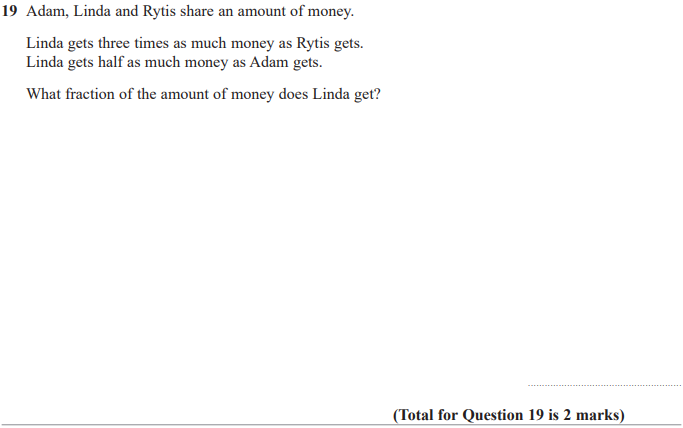 19 Adam, Linda and Rytis share an amount of money.
Linda gets three times as much money as Rytis gets.
Linda gets half as much money as Adam gets.
What fraction of the amount of money does Linda get?
(Total for Question 19 is 2 marks)